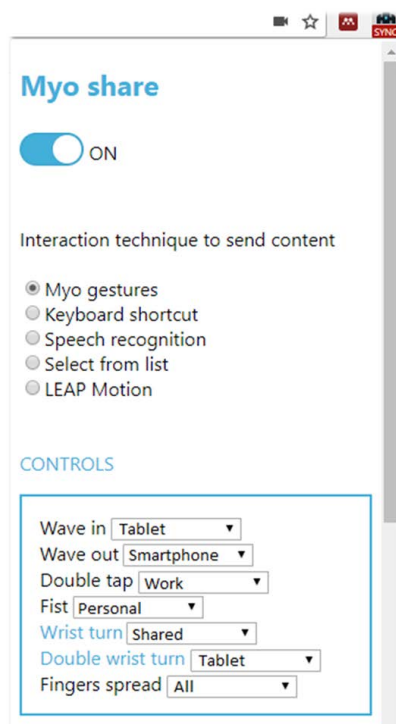 SYNC
Myo share
ON
Interaction technique to send content
Myo gestures
Keyboard shortcut
Speech recognition
Select from list
LEAP Motion
CONTROLS
Wave in Tablet
Wave out Smartphone
Double tap Work
Fist Personal
Wrist turn Shared
Double wrist turn Tablet
Fingers spread All